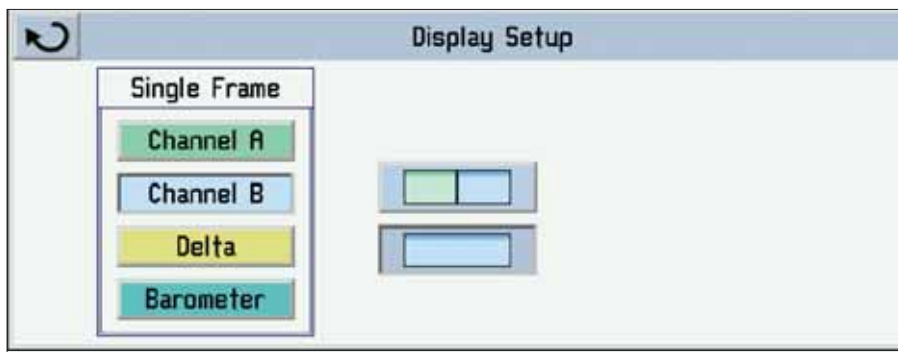 Display Setup
Single Frame
Channel A
Channel B
Delta
Barometer